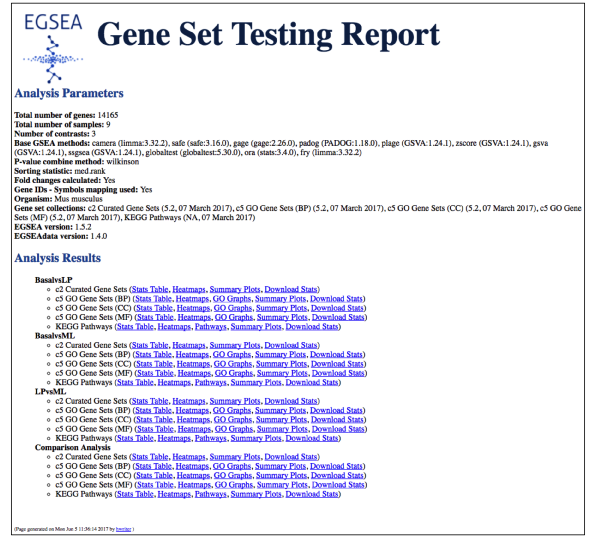 EGSEA
Gene Set Testing Report
Analysis Parameters
Total number of genes: 14165
Total number of samples: 9
Number of contrasts: 3
Base GSEA methods: camera (limma:3.32.2), safe (safe:3.16.0), gage (gage:2.26.0), padog (PADOG:1.18.0), plage (GSVA:1.24.1), zscore (GSVA:1.24.1), gsva
(GSVA:1.24.1), ssgsea (GSVA:1.24.1), globaltest (globaltest:5.30.0), ora (stats:3.4.0), fry (limma:3.32.2)
P-value combine method: wilkinson
Sorting statistic: med.rank
Fold changes calculated: Yes
Gene IDs - Symbols mapping used: Yes
Organism: Mus musculus
Gene set collections: c2 Curated Gene Sets (5.2, 07 March 2017), c5 GO Gene Sets (BP) (5.2, 07 March 2017), c5 GO Gene Sets (CC) (5.2, 07 March 2017), c5 GO Gene
Sets (MF) (5.2, 07 March 2017), KEGG Pathways (NA, 07 March 2017)
EGSEA version: 1.5.2
EGSEAdata version: 1.4.0
Analysis Results
BasalvsLP
c2 Curated Gene Sets (Stats Table, Heatmaps, Summary Plots, Download Stats)
c5 GO Gene Sets (BP) (Stats Table, Heatmaps, GO Graphs, Summary Plots, Download Stats)
c5 GO Gene Sets (CC) (Stats Table, Heatmaps, GO Graphs, Summary Plots, Download Stats)
c5 GO Gene Sets (MF) (Stats Table, Heatmaps, GO Graphs, Summary Plots, Download Stats)
KEGG Pathways (Stats Table, Heatmaps, Pathways, Summary Plots, Download Stats)
BasalvsML
c2 Curated Gene Sets (Stats Table, Heatmaps, Summary Plots, Download Stats)
c5 GO Gene Sets (BP) (Stats Table, Heatmaps, GO Graphs, Summary Plots, Download Stats)
c5 GO Gene Sets (CC) (Stats Table, Heatmaps, GO Graphs, Summary Plots, Download Stats)
c5 GO Gene Sets (MF) (Stats Table, Heatmaps, GO Graphs, Summary Plots, Download Stats)
KEGG Pathways (Stats Table, Heatmaps, Pathways, Summary Plots, Download Stats)
LPvsML
c2 Curated Gene Sets (Stats Table, Heatmaps, Summary Plots, Download Stats)
c5 GO Gene Sets (BP) (Stats Table, Heatmaps, GO Graphs, Summary Plots, Download Stats)
c5 GO Gene Sets (CC) (Stats Table, Heatmaps, GO Graphs, Summary Plots, Download Stats)
c5 GO Gene Sets (MF) (Stats Table, Heatmaps, GO Graphs, Summary Plots, Download Stats)
KEGG Pathways (Stats Table, Heatmaps, Pathways, Summary Plots, Download Stats)
Comparison Analysis
c2 Curated Gene Sets (Stats Table, Heatmaps, Summary Plots, Download Stats)
c5 GO Gene Sets (BP) (Stats Table, Heatmaps, GO Graphs, Summary Plots, Download Stats)
c5 GO Gene Sets (CC) (Stats Table, Heatmaps, GO Graphs, Summary Plots, Download Stats)
c5 GO Gene Sets (MF) (Stats Table, Heatmaps, GO Graphs, Summary Plots, Download Stats)
KEGG Pathways (Stats Table, Heatmaps, Pathways, Summary Plots, Download Stats)
(Page generated on Mon Jun 5 11:36:14 2017 by hwriter )